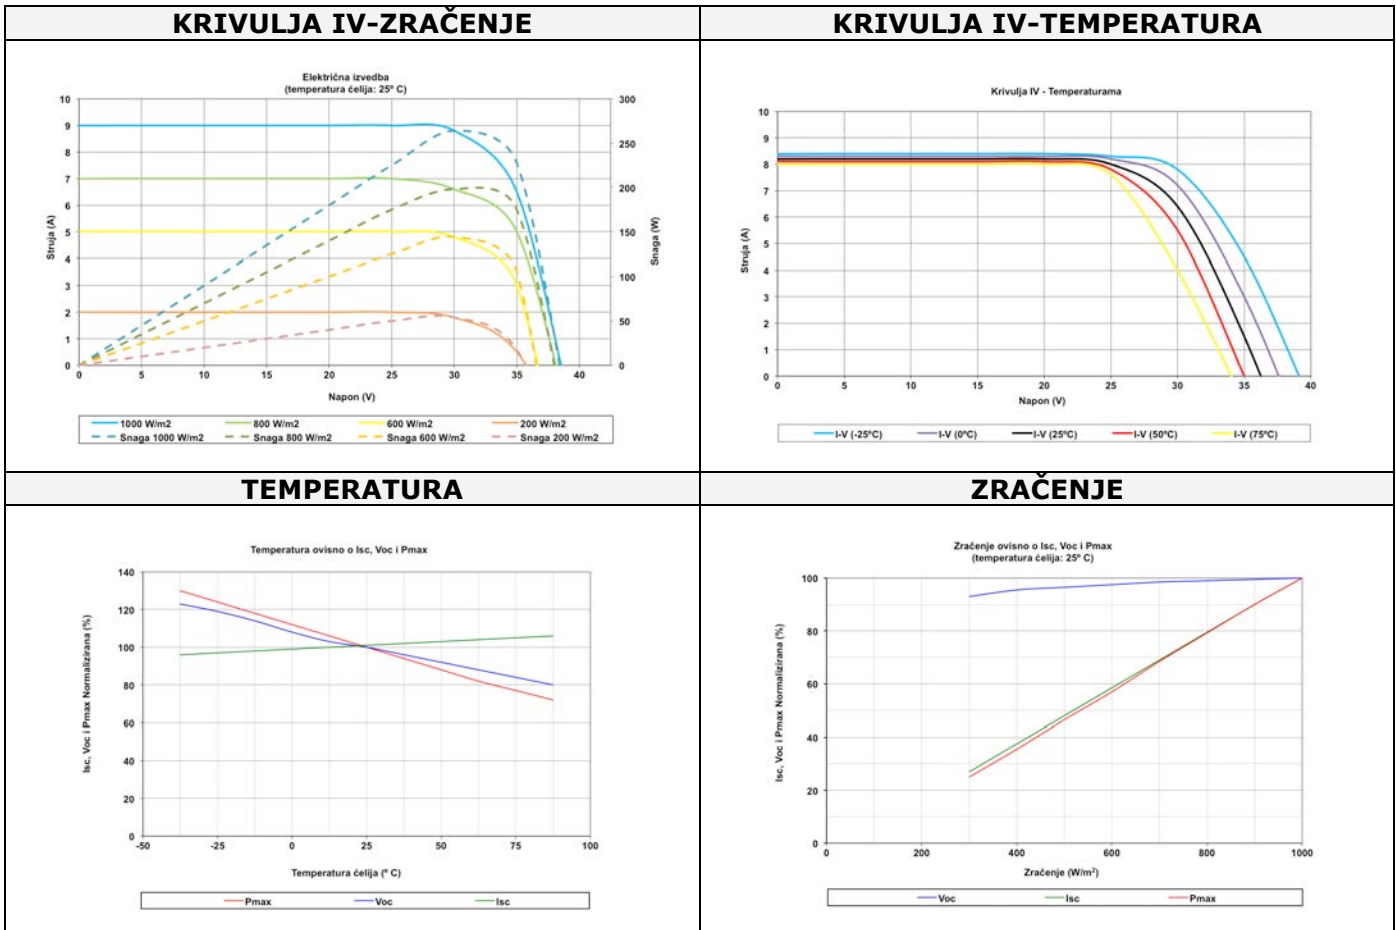 KRIVULJA IV-ZRAČENJE
Električna izvedba
(temperatura ćelija: 25º C)
10
9
8
7
6
5
4
3
2
1
0
Struja (A)
300
250
200
150
100
50
0
Snaga (W)
0 5 10 15 20 25 30 35 40
Napon (V)
1000 W/m2 800 W/m2 600 W/m2 200 W/m2
Snaga 1000 W/m2 Snaga 800 W/m2 Snaga 600 W/m2 Snaga 200 W/m2
KRIVULJA IV-TEMPERATURA
Krivulja IV - Temperaturama
10
9
8
7
6
5
4
3
2
1
0
Struja (A)
0 5 10 15 20 25 30 35 40
Napon (V)
I-V (-25ºC) I-V (0ºC) I-V (25ºC) I-V (50ºC) I-V (75ºC)
TEMPERATURA
Temperatura ovisno o Isc, Voc i Pmax
140
120
100
80
60
40
20
0
Isc, Voc i Pmax Normalizirana (%)
-50 -25 0 25 50 75 100
Temperatura ćelija (º C)
Pmax Voc Isc
ZRAČENJE
Zračenje ovisno o Isc, Voc i Pmax
(temperatura ćelija: 25º C)
100
80
60
40
20
0
Isc, Voc i Pmax Normalizirana (%)
0 200 400 600 800 1000
Zračenje (W/m²)
Voc Isc Pmax